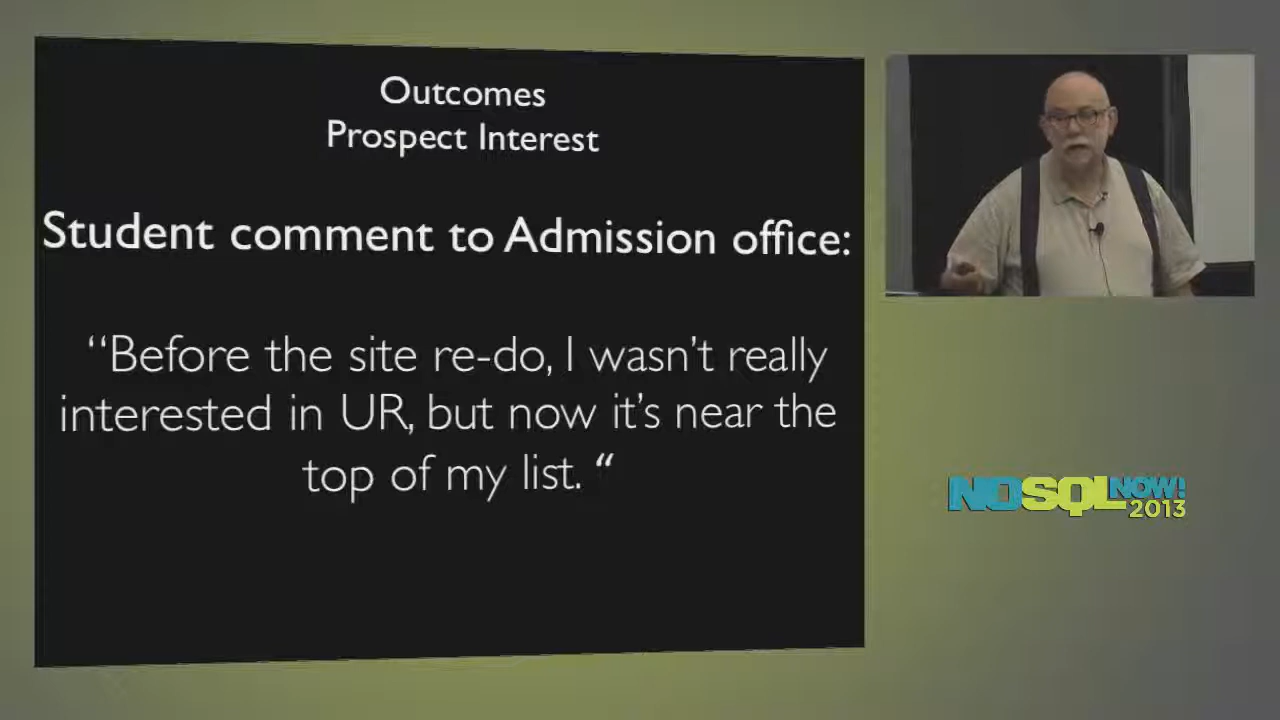 Outcomes
Prospect Interest
Student comment to Admission office:
“Before the site re-do, I wasn’t really
interested in UR, but now it’s near the
top of my list. “
NOSQL NOW!
2013